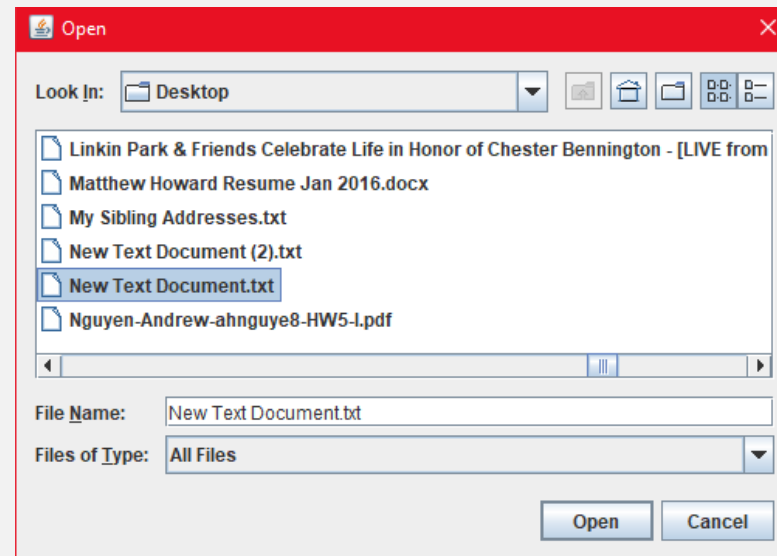 Open
Look In: Desktop
Linkin Park & Friends Celebrate Life in Honor of Chester Bennington - [LIVE from
Matthew Howard Resume Jan 2016.docx
My Sibling Addresses.txt
New Text Document (2).txt
New Text Document.txt
Nguyen-Andrew-ahnguye8-HW5-I.pdf
File Name: New Text Document.txt
Files of Type: All Files
Open Cancel